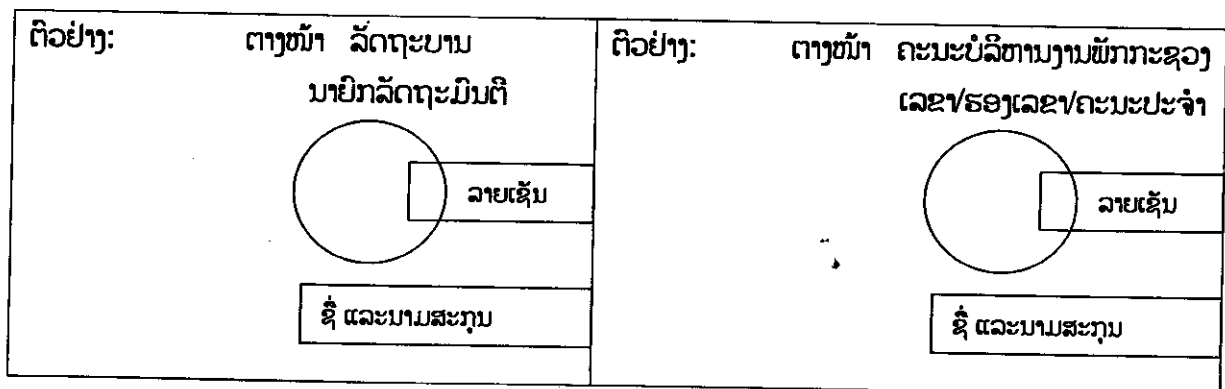 ຕົວຢ່າງ: ຕາງໜ້າ ລັດຖະບານ
ນາຍົກລັດຖະມົນຕີ
ລາຍເຊັນ
ຊື່ ແລະນາມສະກຸນ
ຕົວຢ່າງ: ຕາງໜ້າ ຄະນະບໍລິຫານງານພັກກະຊວງ
ເລຂາ/ຮອງເລຂາ/ຄະນະປະຈຳ
ລາຍເຊັນ
ຊື່ ແລະນາມສະກຸນ